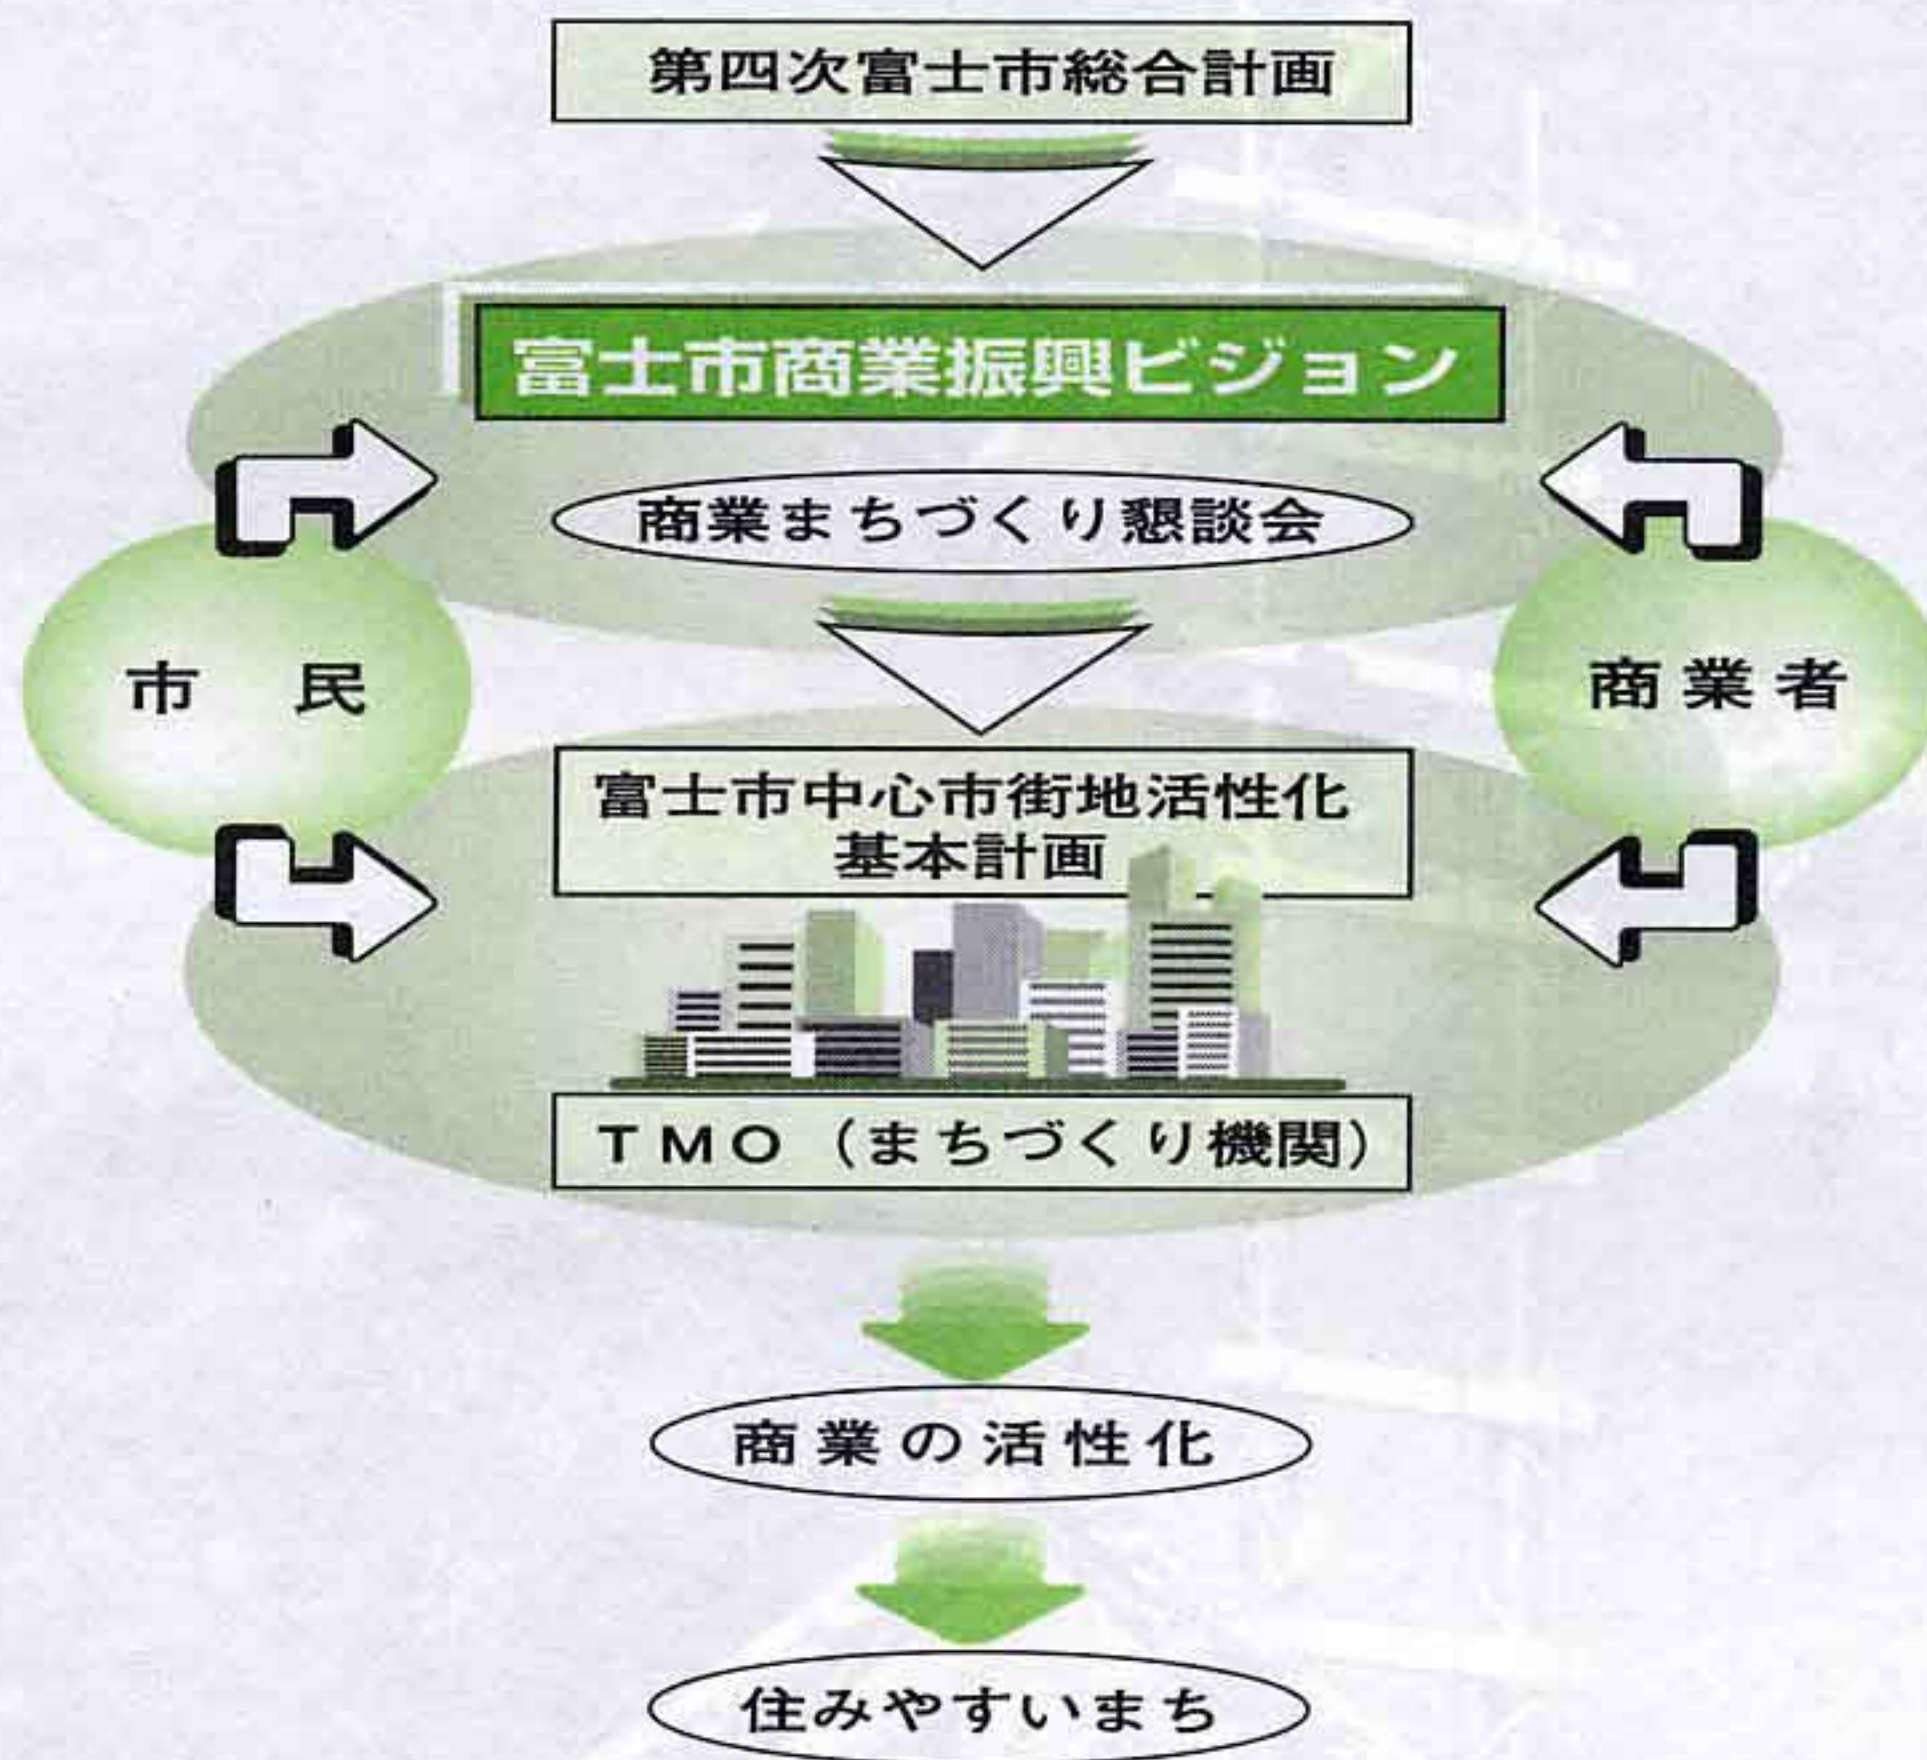 第四次富士市総合計画
富士市商業振興ビジョン
商業まちづくり懇談会
市　民
商業者
富士市中心市街地活性化
基本計画
TMO（まちづくり機関）
商業の活性化
住みやすいまち